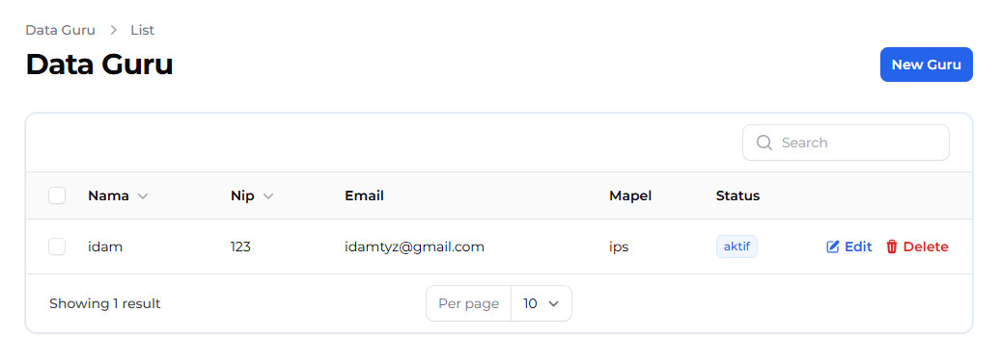 Data Guru > List
Data Guru
New Guru
Search
Nama Nip Email Mapel Status
idam 123 idamtyz@gmail.com ips aktif Edit Delete
Showing 1 result Per page 10